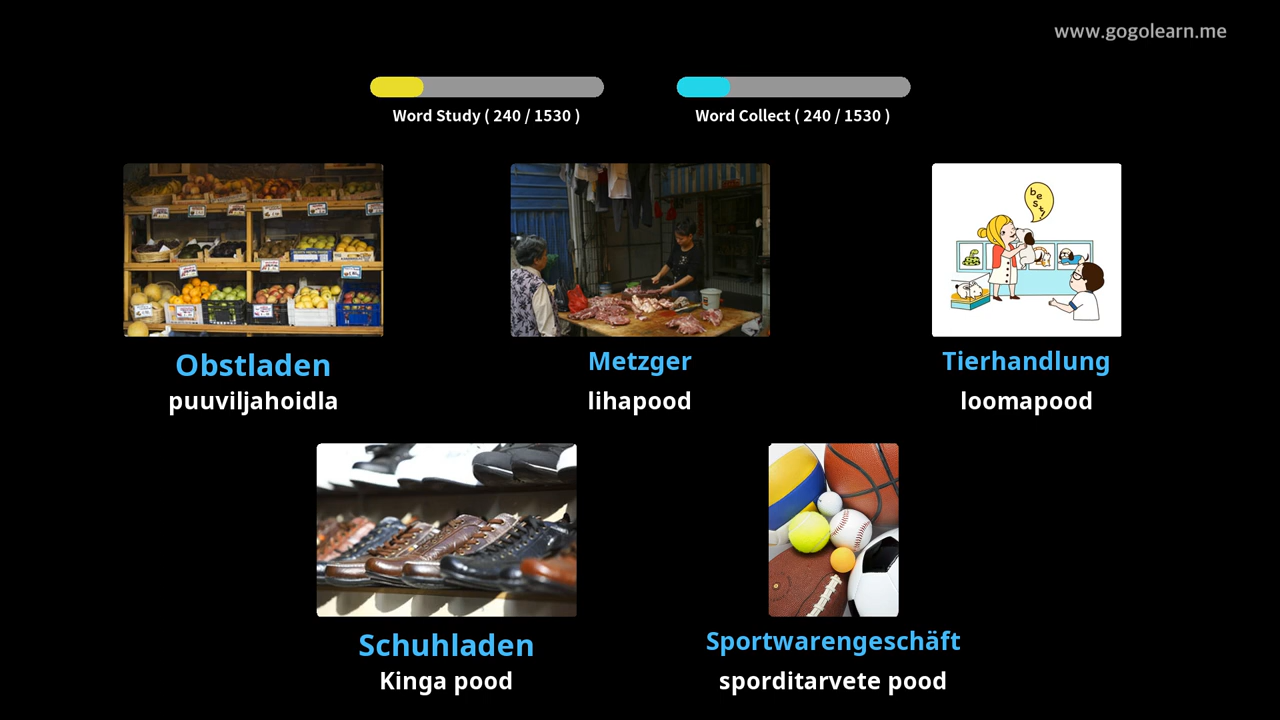 www.gogolearn.me
Word Study ( 240 / 1530 )
Word Collect ( 240 / 1530 )
best
Obstladen
puuviljahoidla
Metzger
lihapood
Tierhandlung
loomapood
Schuhladen
Kinga pood
Sportwarengeschäft
sporditarvete pood